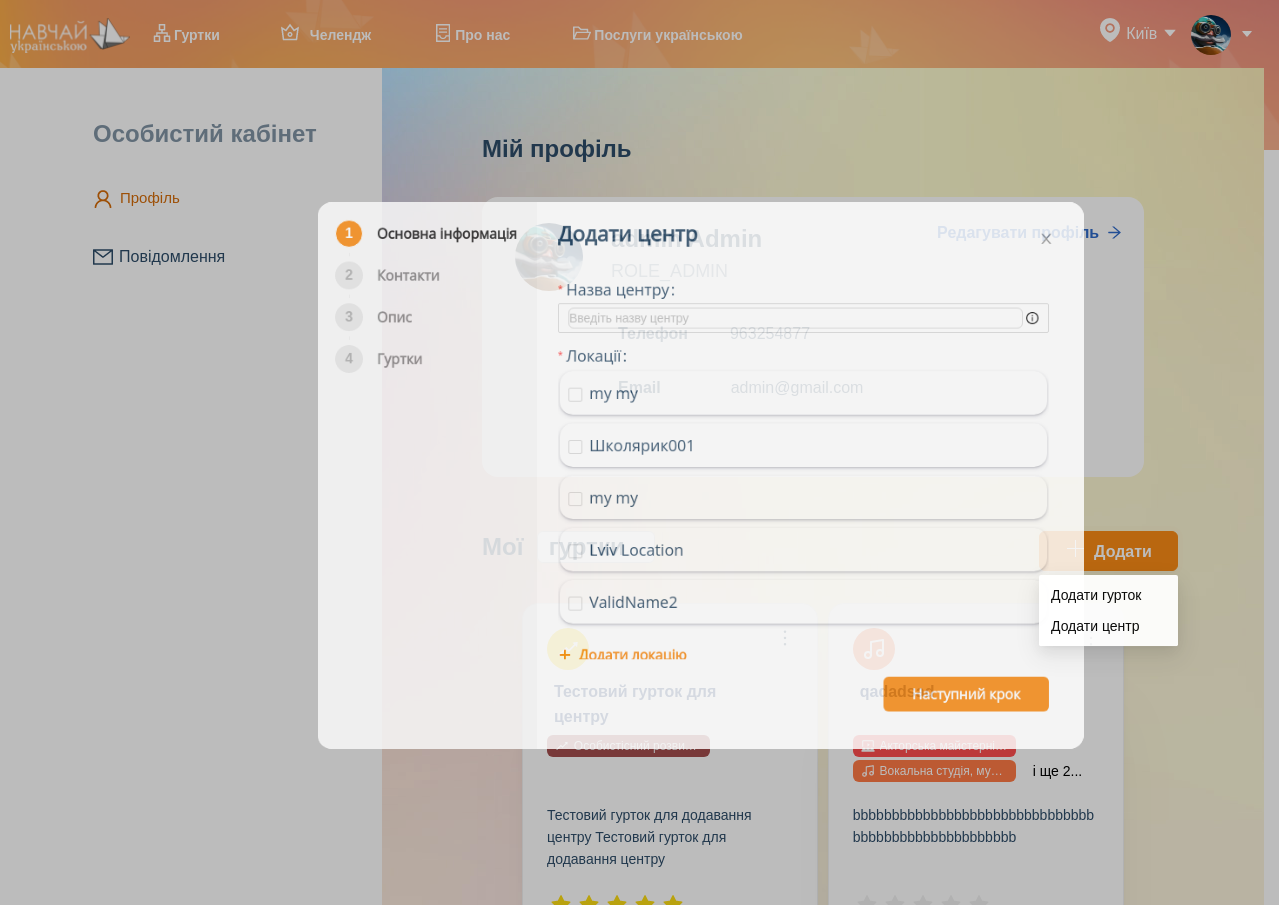 НАВЧАЙ
українською
Гуртки
Челендж
Про нас
Послуги українською
Київ
Особистий кабінет
Профіль
Повідомлення
Мій профіль
admin Admin
ROLE_ADMIN
Редагувати профіль
Телефон 963254877
Email admin@gmail.com
1 Основна інформація
2 Контакти
3 Опис
4 Гуртки
Додати центр
* Назва центру:
Введіть назву центру
* Локації:
my my
Школярик001
my my
Lviv Location
ValidName2
+ Додати локацію
Наступний крок
Мої гуртки
Додати
Додати гурток
Додати центр
Тестовий гурток для
центру
Особистісний розви...
Тестовий гурток для додавання
центру Тестовий гурток для
додавання центру
Вокальна студія, му...
і ще 2...
bbbbbbbbbbbbbbbbbbbbbbbbbbbbbbb
bbbbbbbbbbbbbbbbbbbbb